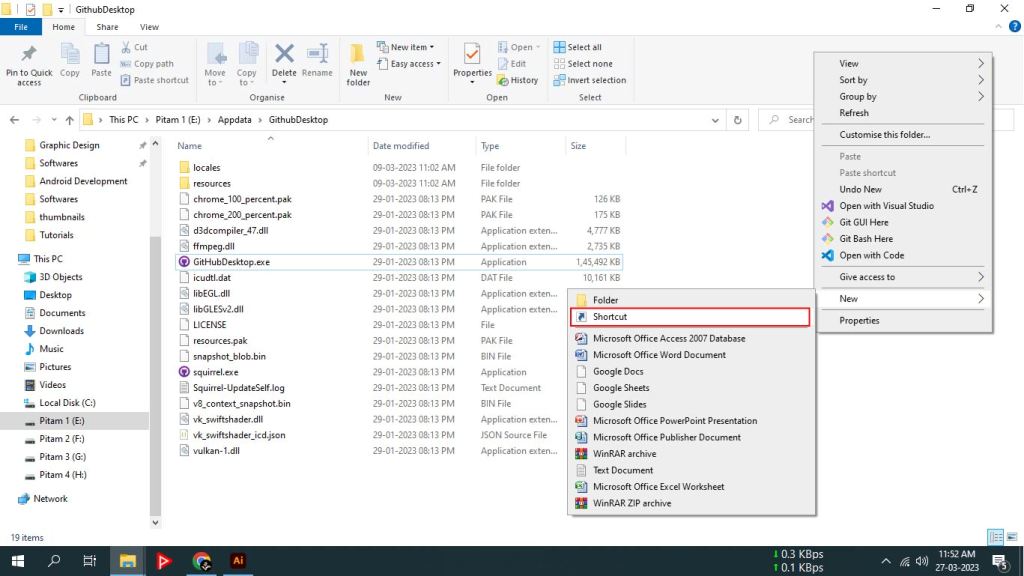 GithubDesktop
File Home Share View
Pin to Quick access
Copy
Paste
Cut
Copy path
Paste shortcut
Clipboard
Move to
Copy to
Delete
Rename
Organise
New folder
New item
Easy access
New
Properties
Open
Edit
History
Open
Select all
Select none
Invert selection
Select
This PC > Pitam 1 (E:) > Appdata > GithubDesktop
Search
Graphic Design
Softwares
Android Development
Softwares
thumbnails
Tutorials
This PC
3D Objects
Desktop
Documents
Downloads
Music
Pictures
Videos
Local Disk (C:)
Pitam 1 (E:)
Pitam 2 (F:)
Pitam 3 (G:)
Pitam 4 (H:)
Network
Name Date modified Type Size
locales 09-03-2023 11:02 AM File folder
resources 09-03-2023 11:02 AM File folder
chrome_100_percent.pak 29-01-2023 08:13 PM PAK File 126 KB
chrome_200_percent.pak 29-01-2023 08:13 PM PAK File 175 KB
d3dcompiler_47.dll 29-01-2023 08:13 PM Application exten... 4,777 KB
ffmpeg.dll 29-01-2023 08:13 PM Application exten... 2,735 KB
GitHubDesktop.exe 29-01-2023 08:13 PM Application 1,45,492 KB
icudtl.dat 29-01-2023 08:13 PM DAT File 10,161 KB
libEGL.dll 29-01-2023 08:13 PM Application exten...
libGLESv2.dll 29-01-2023 08:13 PM Application exten...
LICENSE 29-01-2023 08:13 PM File
resources.pak 29-01-2023 08:13 PM PAK File
snapshot_blob.bin 29-01-2023 08:13 PM BIN File
squirrel.exe 29-01-2023 08:13 PM Application
Squirrel-UpdateSelf.log 29-01-2023 08:13 PM Text Document
v8_context_snapshot.bin 29-01-2023 08:13 PM BIN File
vk_swiftshader.dll 29-01-2023 08:13 PM Application exten...
vk_swiftshader_icd.json 29-01-2023 08:13 PM JSON Source File
vulkan-1.dll 29-01-2023 08:13 PM Application exten...
View
Sort by
Group by
Refresh
Customise this folder...
Paste
Paste shortcut
Undo New Ctrl+Z
Open with Visual Studio
Git GUI Here
Git Bash Here
Open with Code
Give access to
New
Properties
Folder
Shortcut
Microsoft Office Access 2007 Database
Microsoft Office Word Document
Google Docs
Google Sheets
Google Slides
Microsoft Office PowerPoint Presentation
Microsoft Office Publisher Document
WinRAR archive
Text Document
Microsoft Office Excel Worksheet
WinRAR ZIP archive
19 items
Ai
0.3 KBps
0.1 KBps
11:52 AM
27-03-2023
5